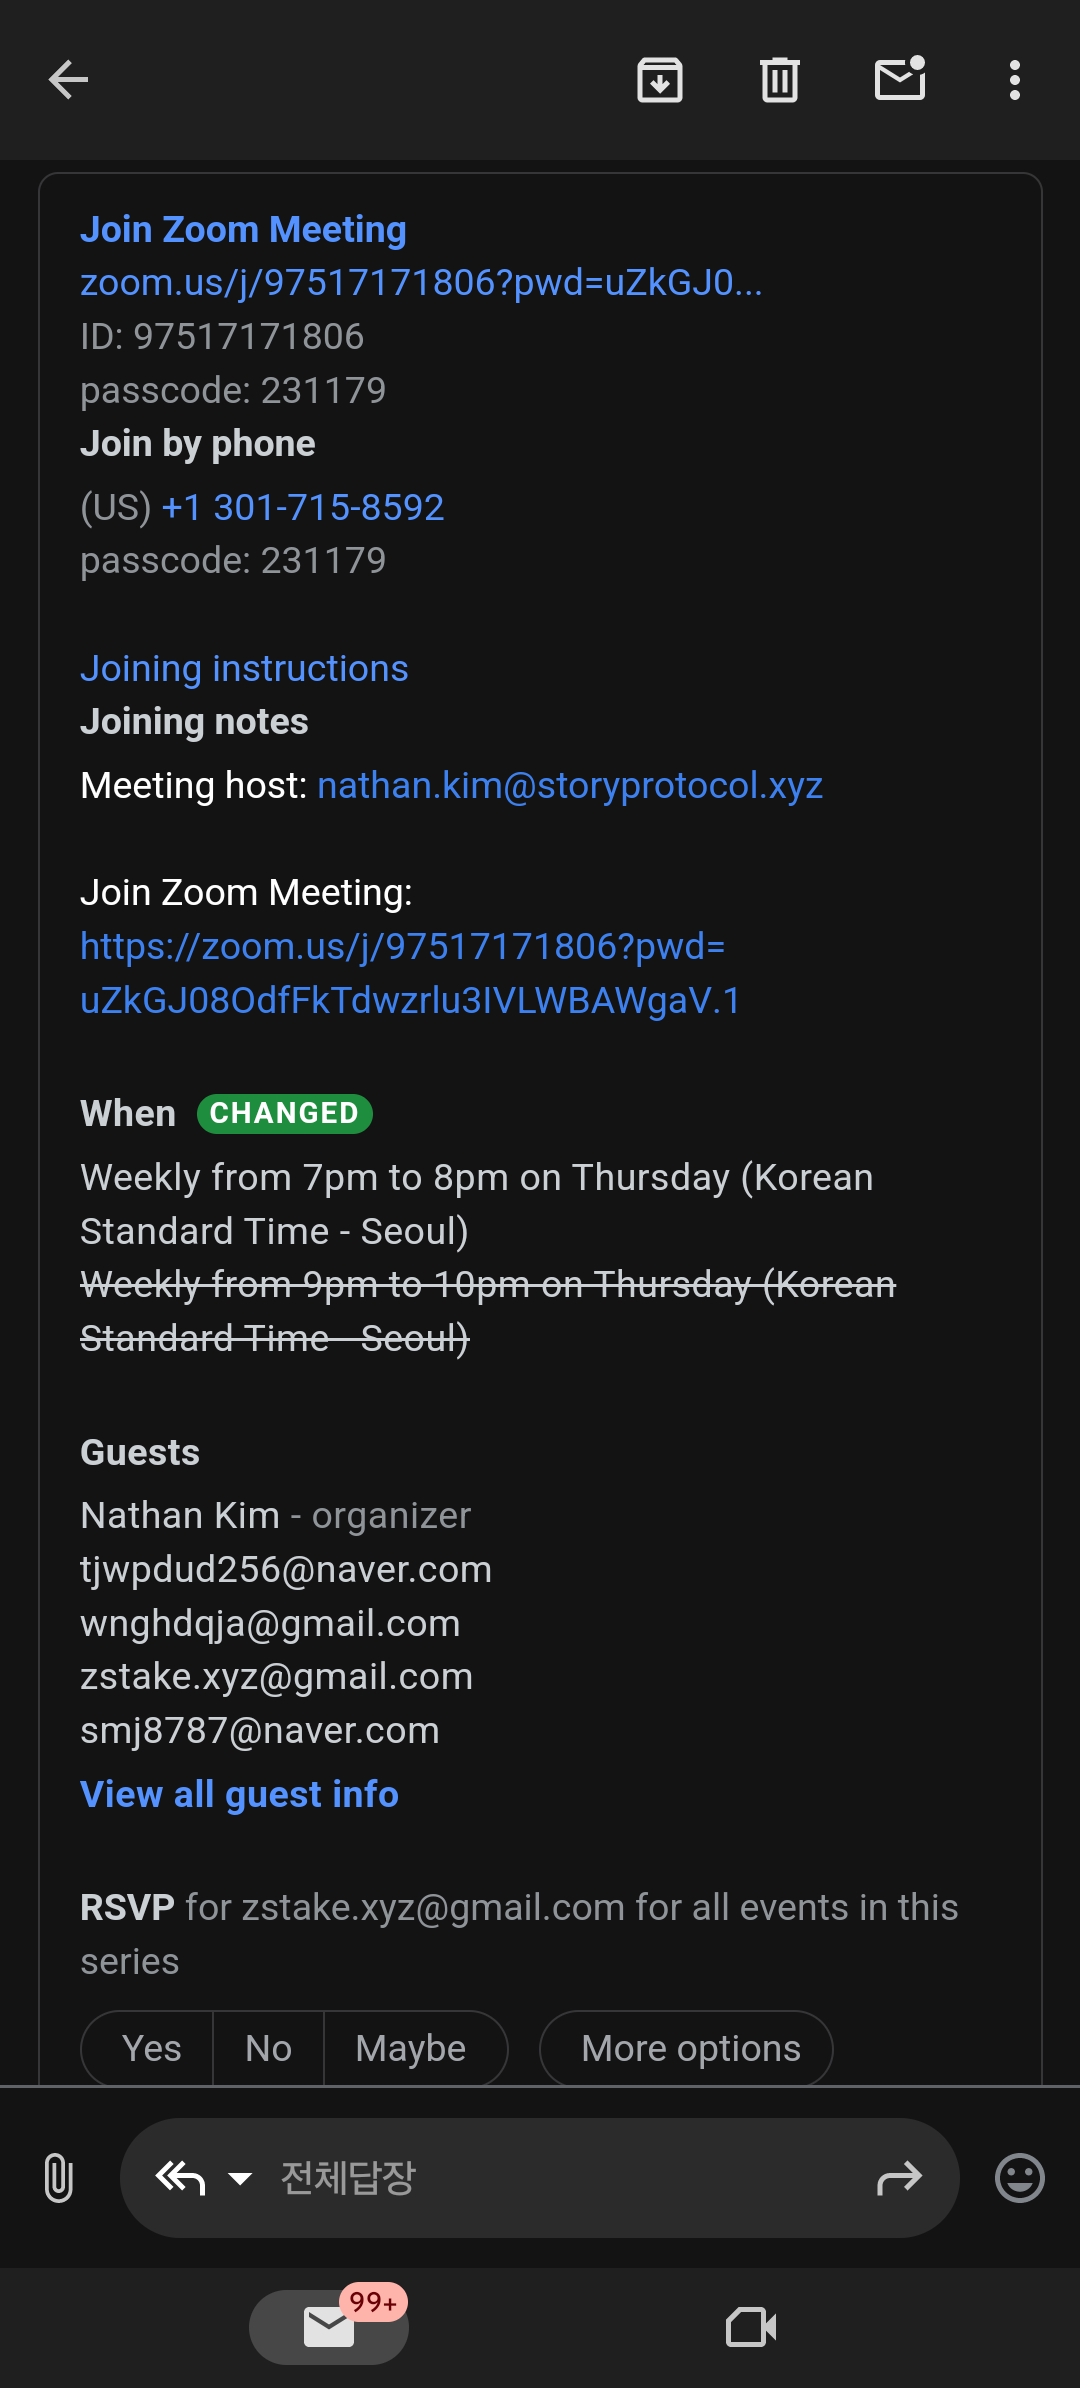 Join Zoom Meeting
zoom.us/j/97517171806?pwd=uZkGJ0...
ID: 97517171806
passcode: 231179
Join by phone
(US) +1 301-715-8592
passcode: 231179
Joining instructions
Joining notes
Meeting host: nathan.kim@storyprotocol.xyz
Join Zoom Meeting:
https://zoom.us/j/97517171806?pwd=
uZkGJ08OdfFkTdwzrlu3IVLWBAWgaV.1
When CHANGED
Weekly from 7pm to 8pm on Thursday (Korean
Standard Time - Seoul)
Weekly from 9pm to 10pm on Thursday (Korean
Standard Time - Seoul)
Guests
Nathan Kim - organizer
tjwpdud256@naver.com
wnghdqja@gmail.com
zstake.xyz@gmail.com
smj8787@naver.com
View all guest info
RSVP for zstake.xyz@gmail.com for all events in this
series
Yes No Maybe More options
전체답장
99+